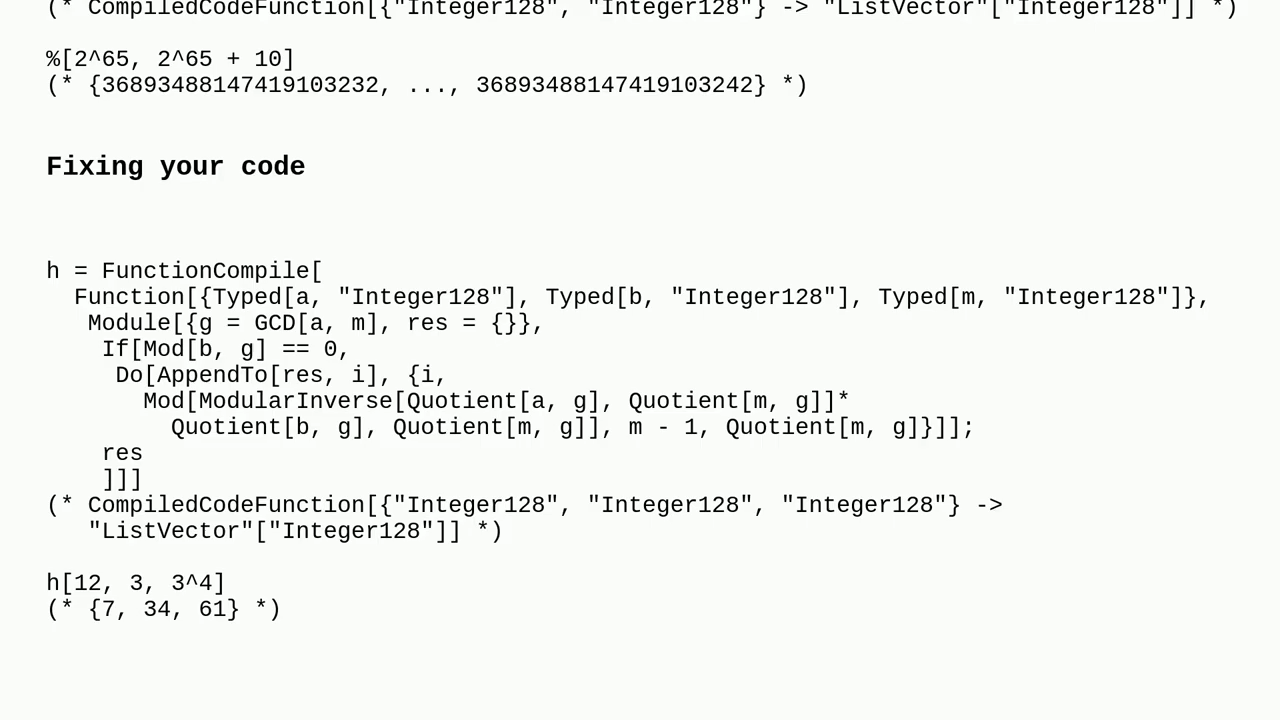 (* CompiledCodeFunction[{"Integer128", "Integer128"} -> "ListVector"["Integer128"]] *)
%[2^65, 2^65 + 10]
(* {36893488147419103232, ..., 36893488147419103242} *)
Fixing your code
h = FunctionCompile[
Function[{Typed[a, "Integer128"], Typed[b, "Integer128"], Typed[m, "Integer128"]},
Module[{g = GCD[a, m], res = {}},
If[Mod[b, g] == 0,
Do[AppendTo[res, i], {i,
Mod[ModularInverse[Quotient[a, g], Quotient[m, g]]*
Quotient[b, g], Quotient[m, g]], m - 1, Quotient[m, g]}]];
res
]]]
(* CompiledCodeFunction[{"Integer128", "Integer128", "Integer128"} ->
"ListVector"["Integer128"]] *)
h[12, 3, 3^4]
(* {7, 34, 61} *)